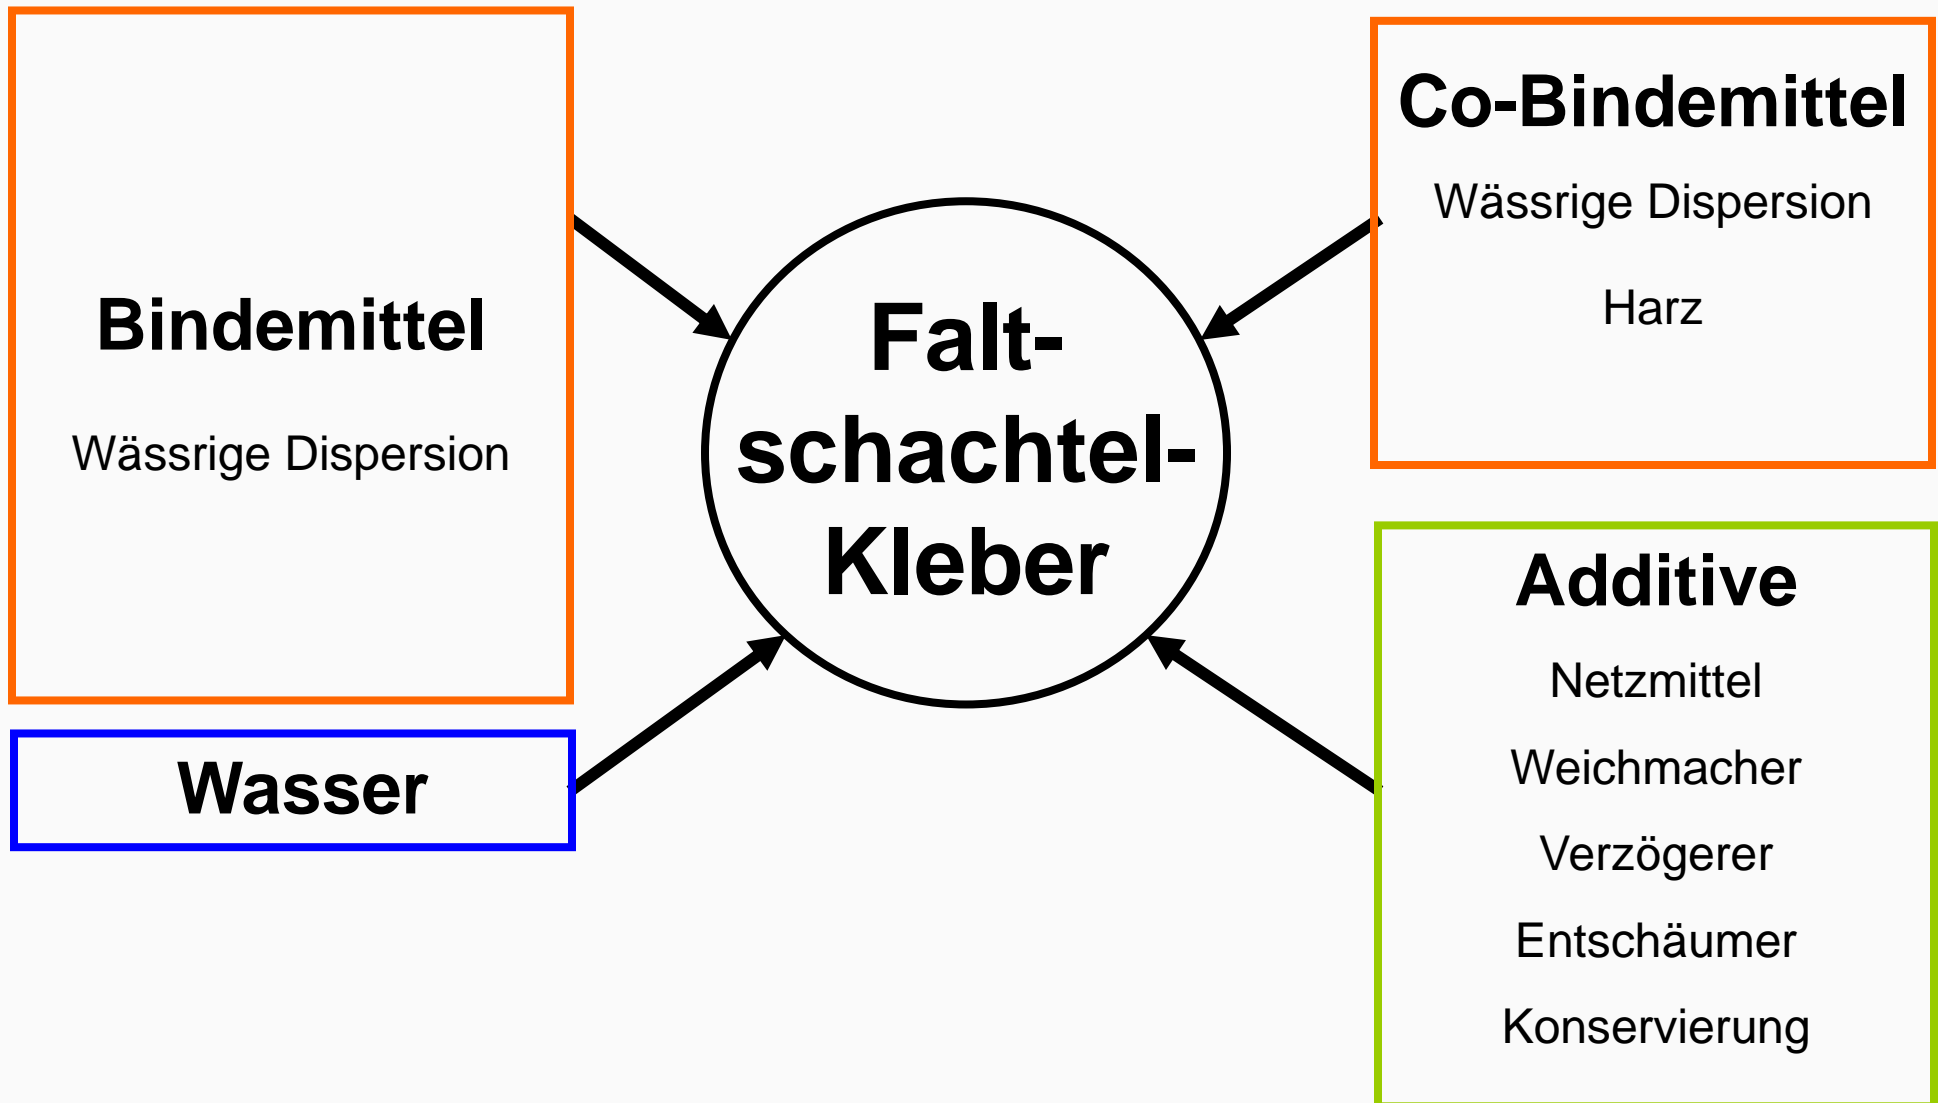 Bindemittel
Wässrige Dispersion
Wasser
Falt-
schachtel-
Kleber
Co-Bindemittel
Wässrige Dispersion
Harz
Additive
Netzmittel
Weichmacher
Verzögerer
Entschäumer
Konservierung